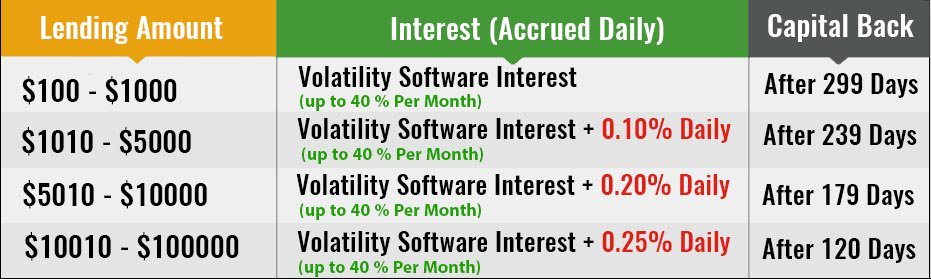 Lending Amount Interest (Accrued Daily) Capital Back
$100 - $1000 Volatility Software Interest After 299 Days
(up to 40 % Per Month)
$1010 - $5000 Volatility Software Interest + 0.10% Daily After 239 Days
(up to 40 % Per Month)
$5010 - $10000 Volatility Software Interest + 0.20% Daily After 179 Days
(up to 40 % Per Month)
$10010 - $100000 Volatility Software Interest + 0.25% Daily After 120 Days
(up to 40 % Per Month)